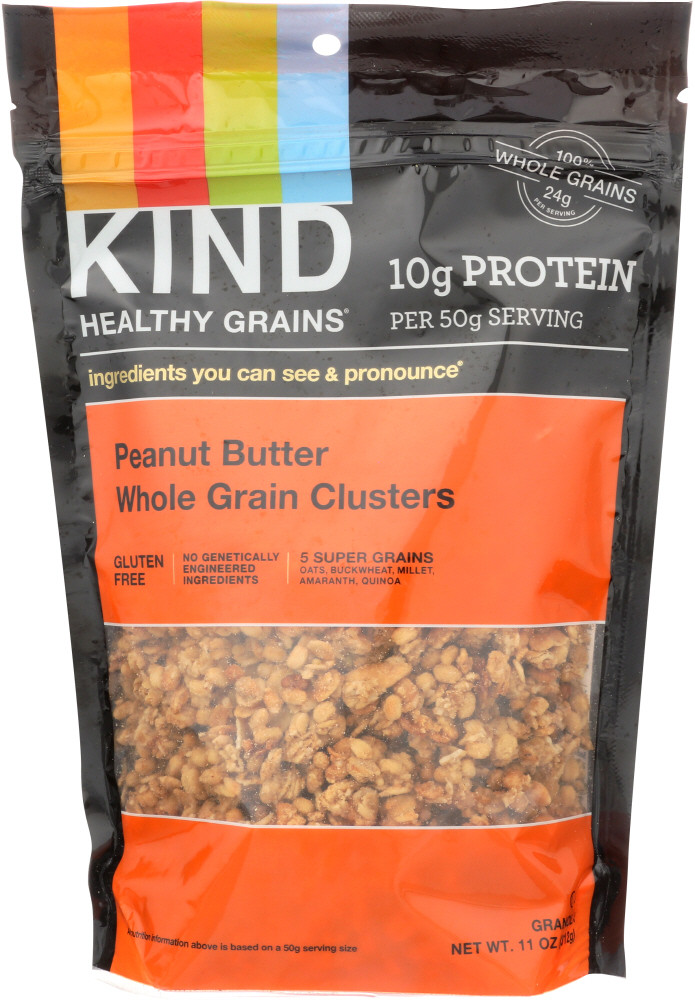 100%
WHOLE GRAINS
24g
PER SERVING
KIND
HEALTHY GRAINS®
10g PROTEIN
PER 50g SERVING
ingredients you can see & pronounce®
Peanut Butter
Whole Grain Clusters
GLUTEN
FREE
NO GENETICALLY
ENGINEERED
INGREDIENTS
5 SUPER GRAINS
OATS, BUCKWHEAT, MILLET,
AMARANTH, QUINOA
nutrition information above is based on a 50g serving size
NET WT. 11 OZ (312g)